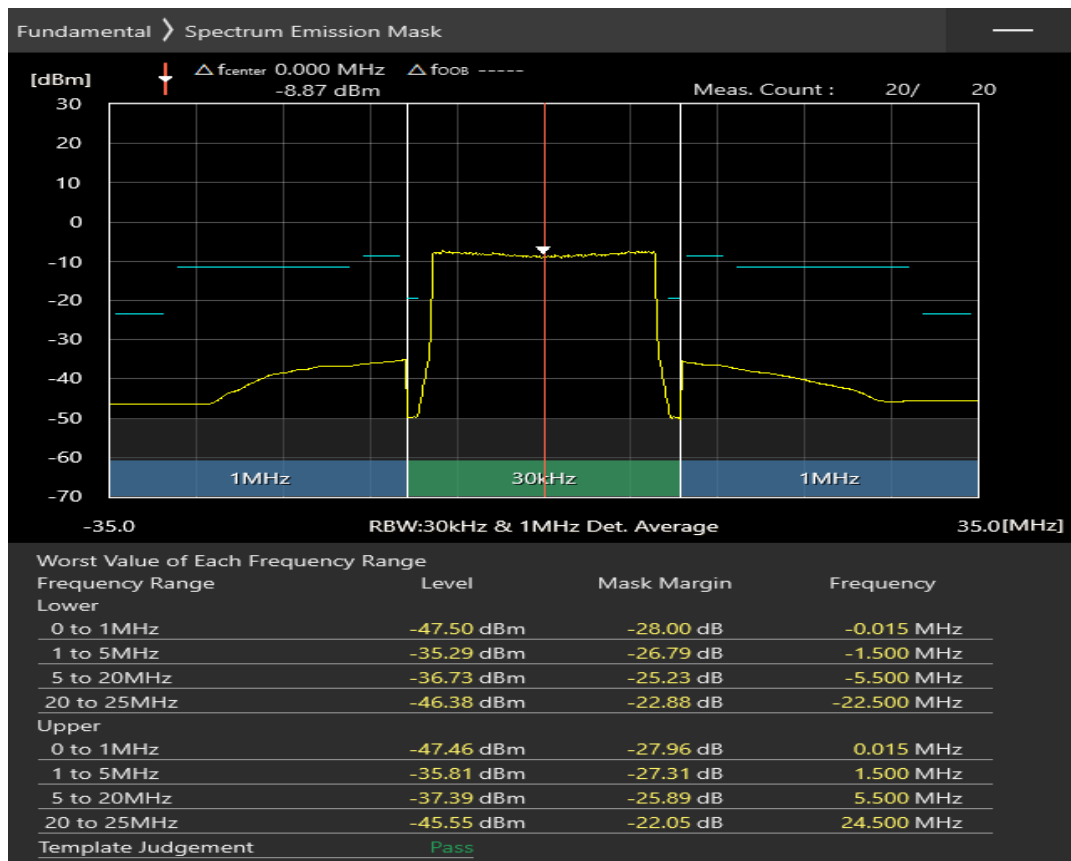 Fundamental ❯ Spectrum Emission Mask
[dBm] △ fcenter 0.000 MHz △ fOOB -----
-8.87 dBm Meas. Count : 20/ 20
30
20
10
0
-10
-20
-30
-40
-50
-60
1MHz 30kHz 1MHz
-70
-35.0 RBW:30kHz & 1MHz Det. Average 35.0[MHz]
Worst Value of Each Frequency Range
Frequency Range Level Mask Margin Frequency
Lower
0 to 1MHz -47.50 dBm -28.00 dB -0.015 MHz
1 to 5MHz -35.29 dBm -26.79 dB -1.500 MHz
5 to 20MHz -36.73 dBm -25.23 dB -5.500 MHz
20 to 25MHz -46.38 dBm -22.88 dB -22.500 MHz
Upper
0 to 1MHz -47.46 dBm -27.96 dB 0.015 MHz
1 to 5MHz -35.81 dBm -27.31 dB 1.500 MHz
5 to 20MHz -37.39 dBm -25.89 dB 5.500 MHz
20 to 25MHz -45.55 dBm -22.05 dB 24.500 MHz
Template Judgement Pass